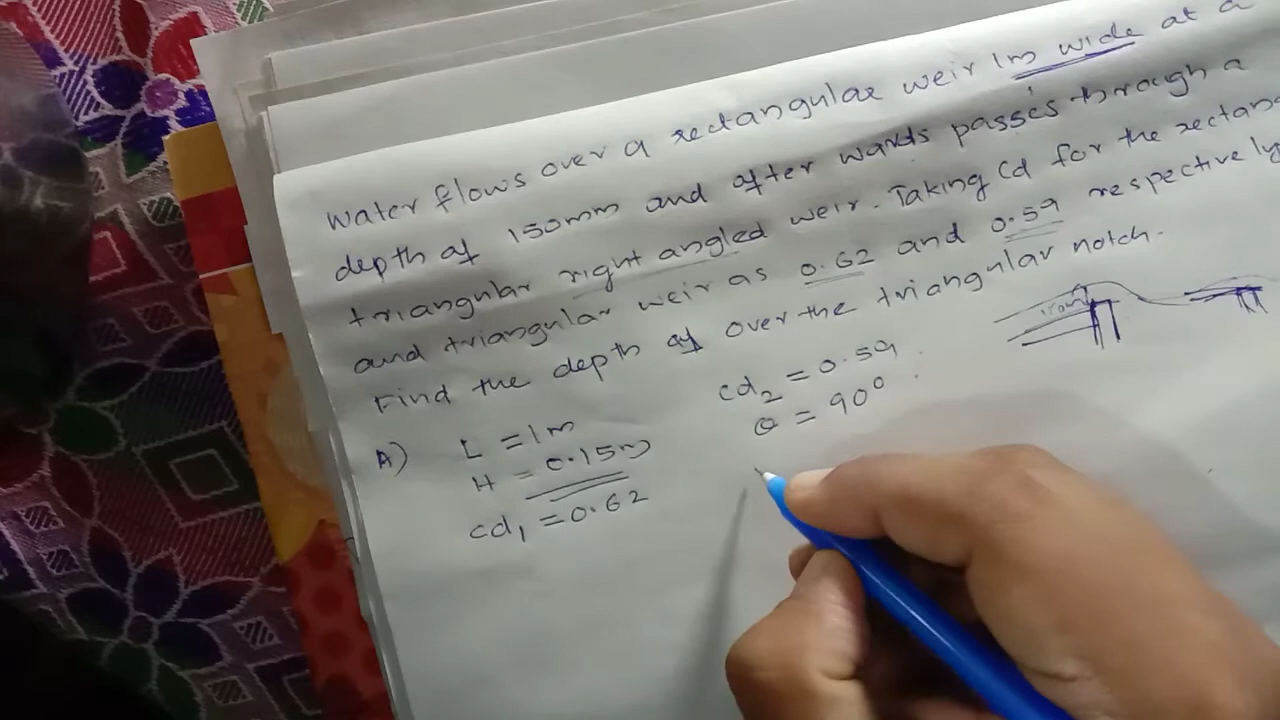 Water flows over a rectangular weir 1m wide at a
depth of 150mm and after wards passes through a
triangular right angled weir. Taking Cd for the rectang
and triangular weir as 0.62 and 0.59 respectively
Find the depth of over the triangular notch.
A) L = 1m
H = 0.15m
cd1 = 0.62
cd2 = 0.59
θ = 90°